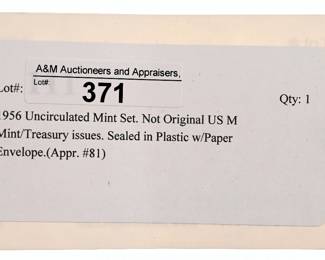 A&M Auctioneers and Appraisers,
Lot#:
Lot#: 371
Qty: 1
1956 Uncirculated Mint Set. Not Original US M
Mint/Treasury issues. Sealed in Plastic w/Paper
Envelope.(Appr. #81)